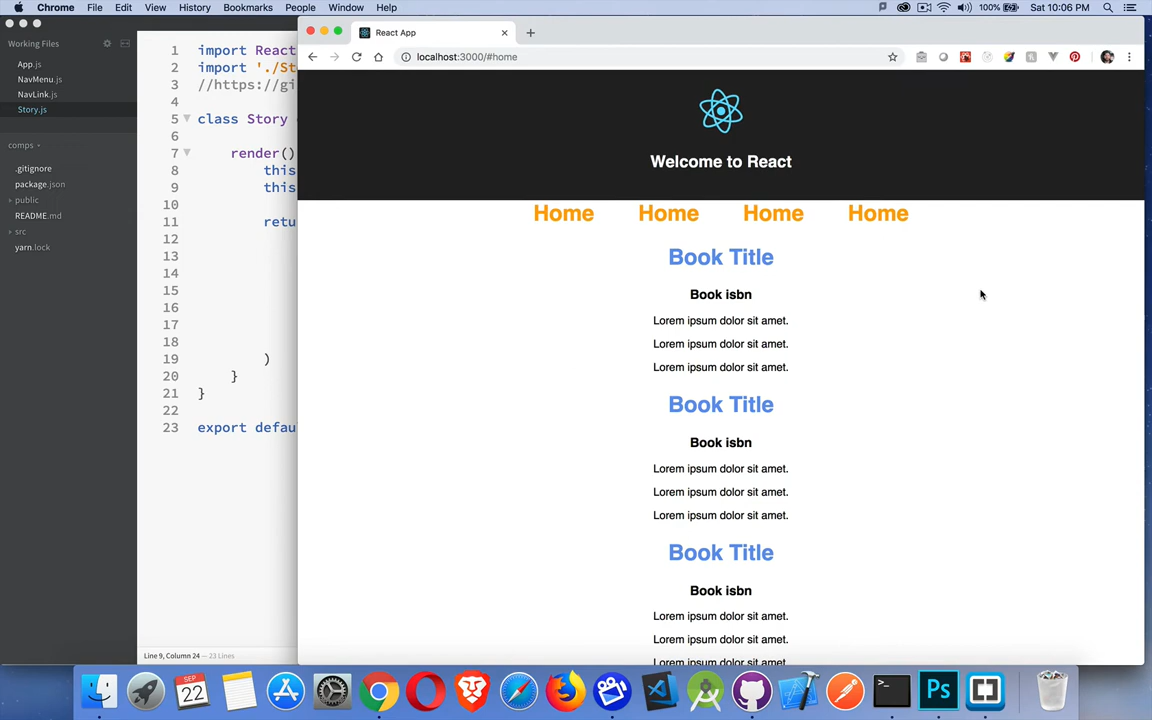 Chrome File Edit View History Bookmarks People Window Help 100% Sat 10:06 PM
Working Files
App.js
NavMenu.js
NavLink.js
Story.js
comps
.gitignore
package.json
public
README.md
src
yarn.lock
1 import React
2 import './St
3 //https://gi
4
5 class Story
6
7 render()
8 this
9 this
10
11 retu
12
13
14
15
16
17
18
19 )
20 }
21 }
22
23 export defau
Line 9, Column 24 — 23 Lines
React App
localhost:3000/#home
Welcome to React
Home Home Home Home
Book Title
Book isbn
Lorem ipsum dolor sit amet.
Lorem ipsum dolor sit amet.
Lorem ipsum dolor sit amet.
Book Title
Book isbn
Lorem ipsum dolor sit amet.
Lorem ipsum dolor sit amet.
Lorem ipsum dolor sit amet.
Book Title
Book isbn
Lorem ipsum dolor sit amet.
Lorem ipsum dolor sit amet.
Lorem ipsum dolor sit amet.
SEP
22
>_
Ps